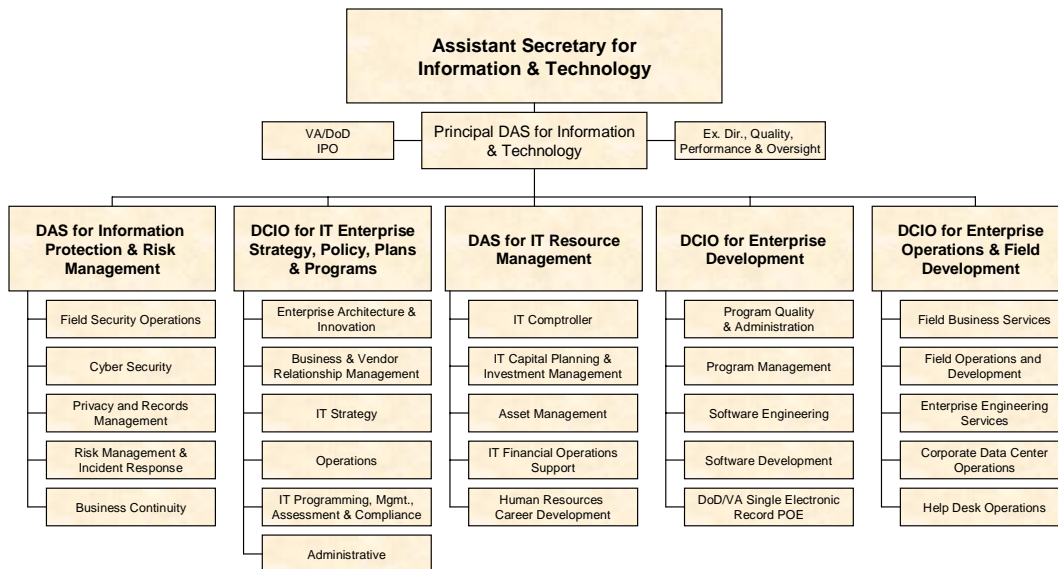 Assistant Secretary for
Information & Technology
VA/DoD
IPO
Principal DAS for Information
& Technology
Ex. Dir., Quality,
Performance & Oversight
DAS for Information
Protection & Risk
Management
Field Security Operations
Cyber Security
Privacy and Records
Management
Risk Management &
Incident Response
Business Continuity
DCIO for IT Enterprise
Strategy, Policy, Plans
& Programs
Enterprise Architecture &
Innovation
Business & Vendor
Relationship Management
IT Strategy
Operations
IT Programming, Mgmt.,
Assessment & Compliance
Administrative
DAS for IT Resource
Management
IT Comptroller
IT Capital Planning &
Investment Management
Asset Management
IT Financial Operations
Support
Human Resources
Career Development
DCIO for Enterprise
Development
Program Quality
& Administration
Program Management
Software Engineering
Software Development
DoD/VA Single Electronic
Record POE
DCIO for Enterprise
Operations & Field
Development
Field Business Services
Field Operations and
Development
Enterprise Engineering
Services
Corporate Data Center
Operations
Help Desk Operations